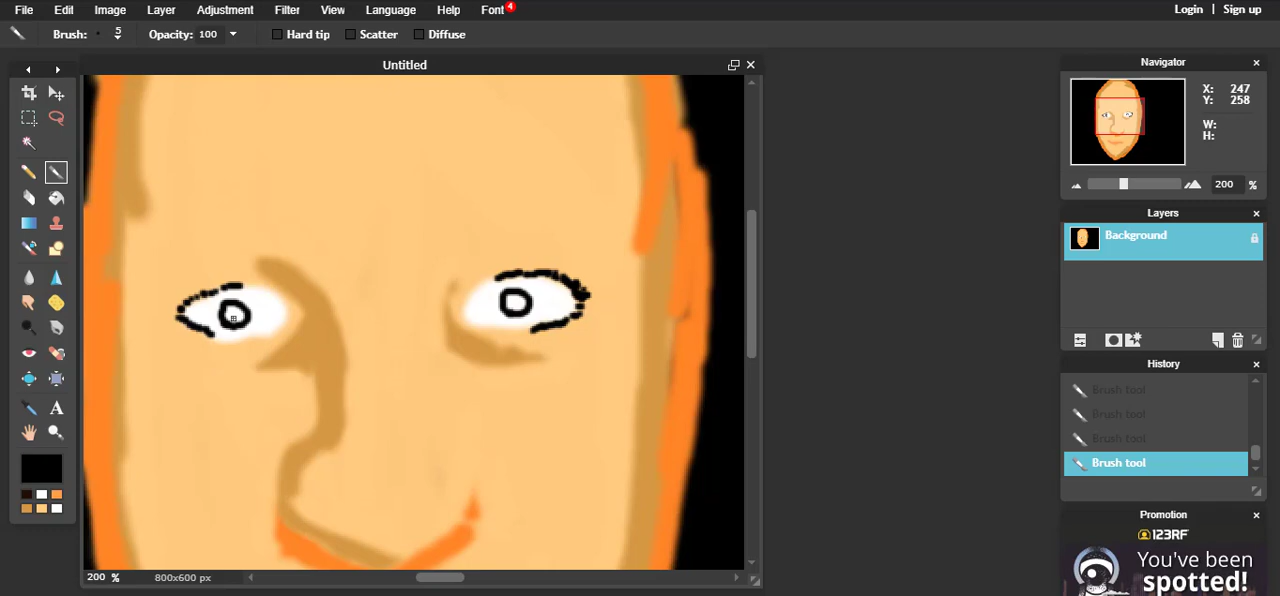 File Edit Image Layer Adjustment Filter View Language Help Font 4 Login | Sign up
Brush: 5 Opacity: 100 Hard tip Scatter Diffuse
Untitled
Navigator
X: 247
Y: 258
W:
H:
200 %
Layers
Background
History
Brush tool
Brush tool
Brush tool
Brush tool
Promotion
123RF
You've been
spotted!
A
200 % 800x600 px